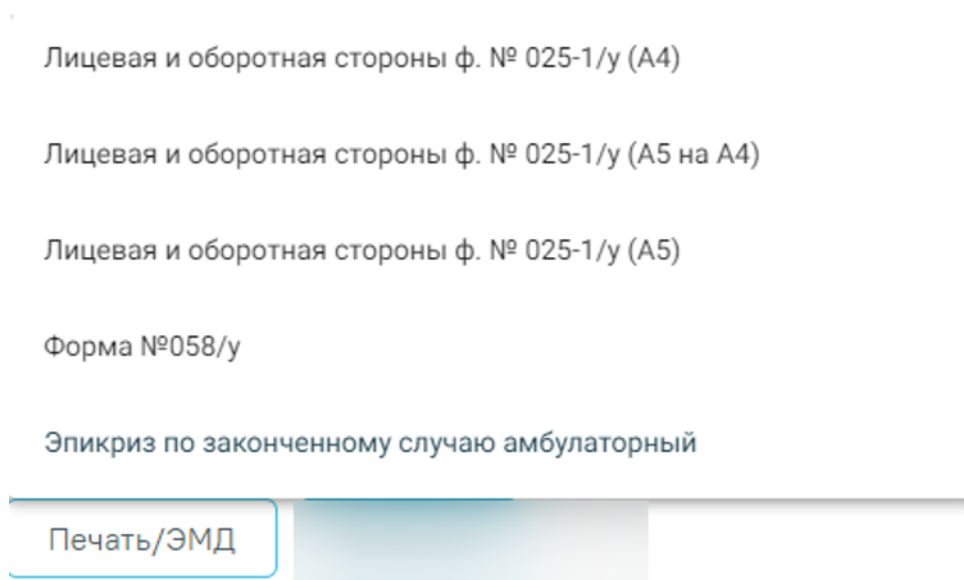 Лицевая и оборотная стороны ф. № 025-1/у (А4)
Лицевая и оборотная стороны ф. № 025-1/у (А5 на А4)
Лицевая и оборотная стороны ф. № 025-1/у (А5)
Форма №058/у
Эпикриз по законченному случаю амбулаторный
Печать/ЭМД